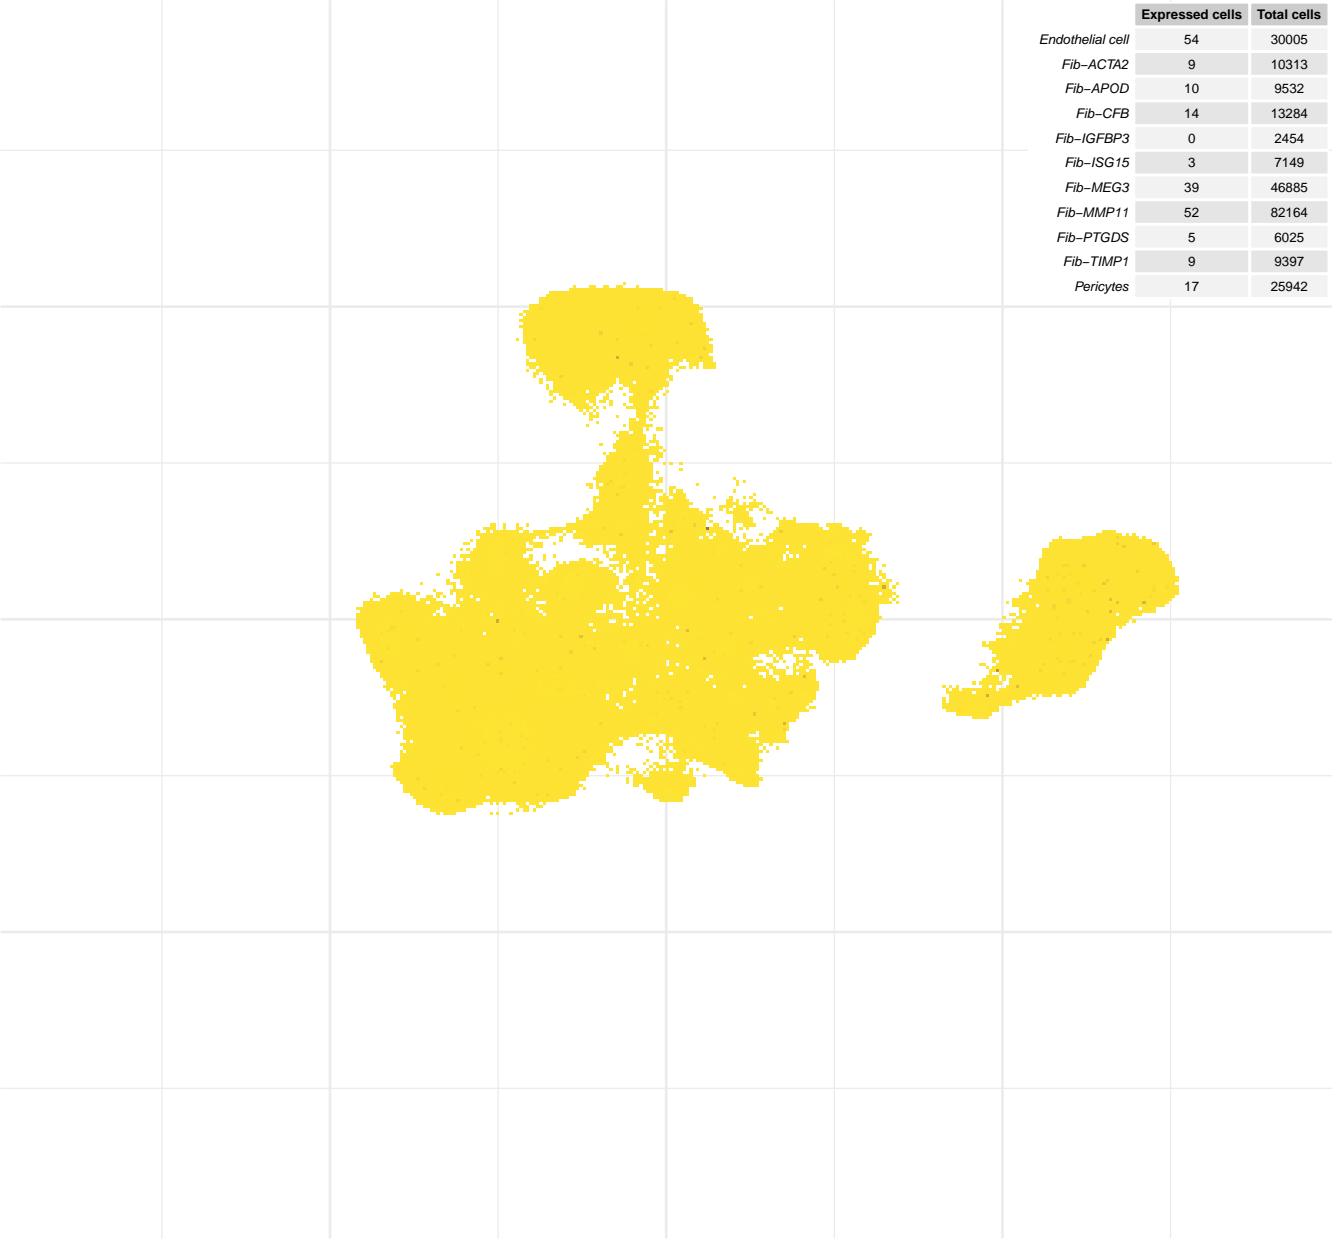 Expressed cells Total cells
Endothelial cell 54 30005
Fib−ACTA2 9 10313
Fib−APOD 10 9532
Fib−CFB 14 13284
Fib−IGFBP3 0 2454
Fib−ISG15 3 7149
Fib−MEG3 39 46885
Fib−MMP11 52 82164
Fib−PTGDS 5 6025
Fib−TIMP1 9 9397
Pericytes 17 25942